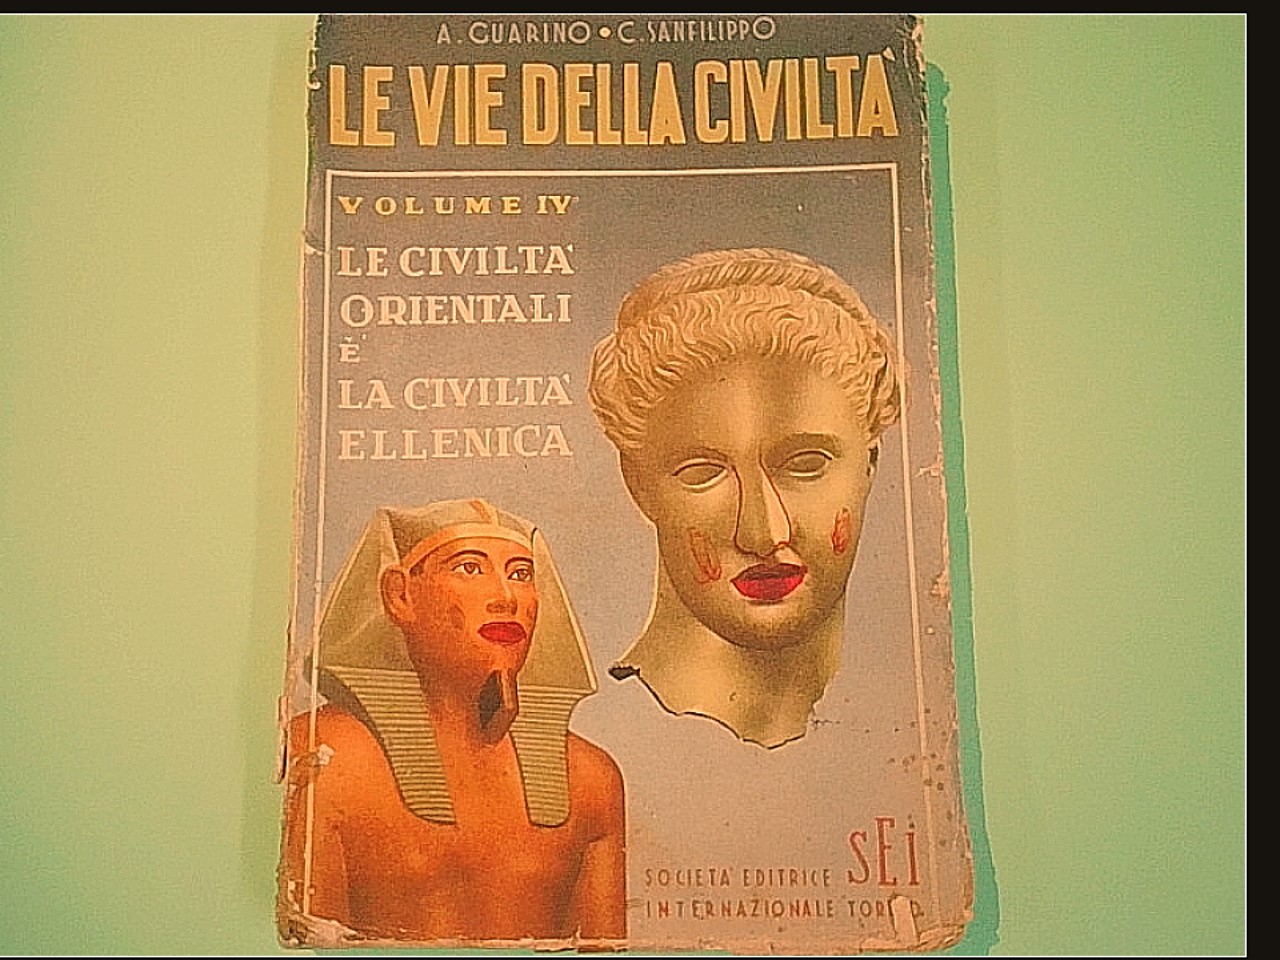 A. GUARINO • C. SANFILIPPO
LE VIE DELLA CIVILTÀ
VOLUME IV
LE CIVILTÀ
ORIENTALI
E
LA CIVILTÀ
ELLENICA
SEI
SOCIETÀ EDITRICE
INTERNAZIONALE